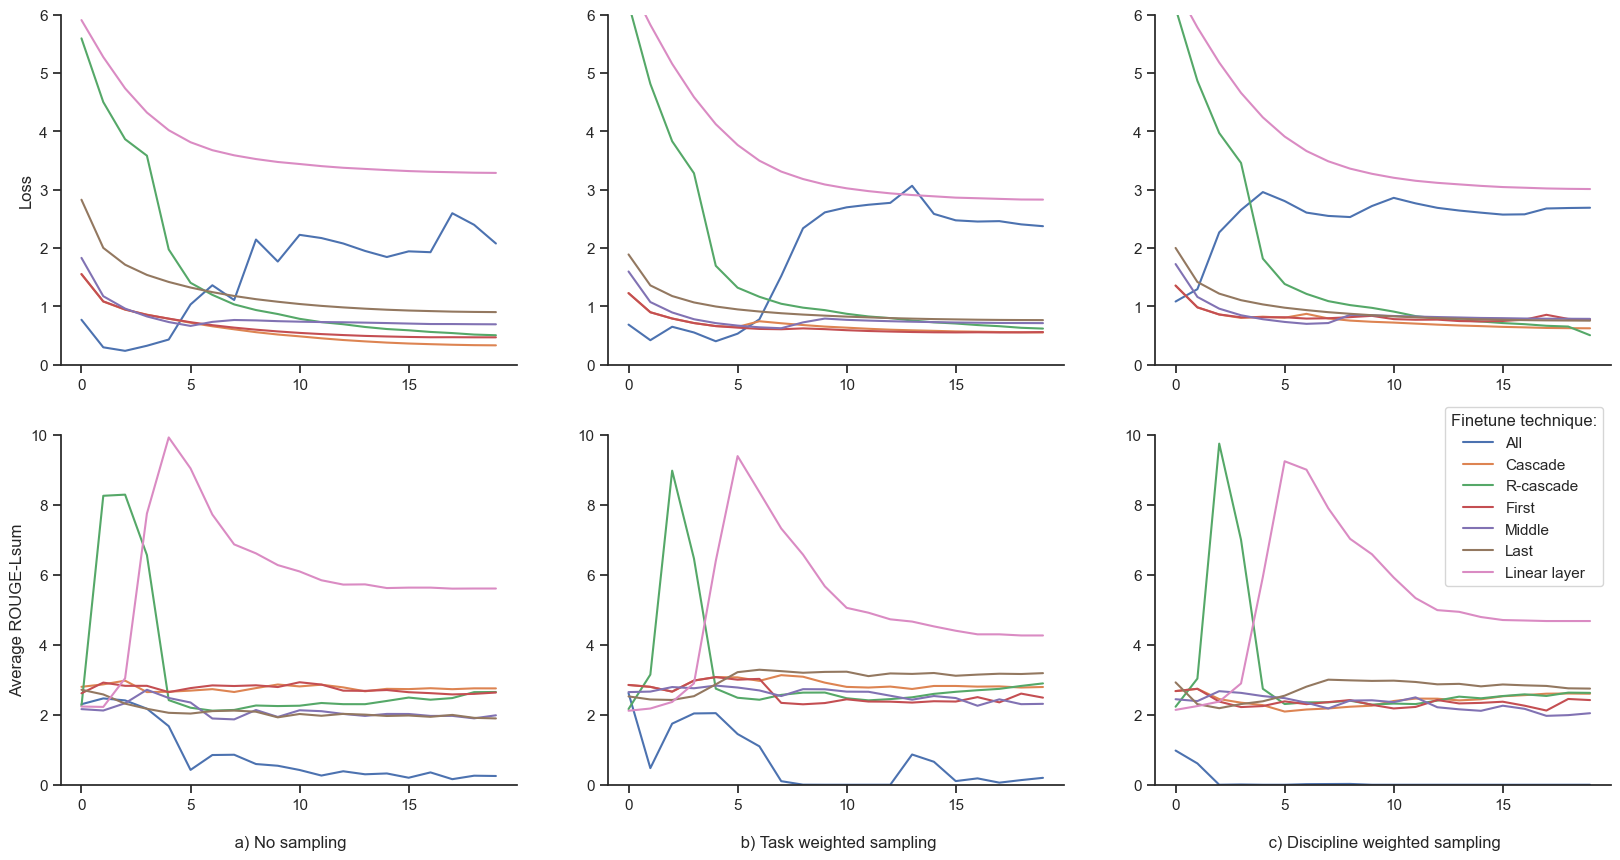 6
5
4
3
2
1
0
Loss
0 5 10 15
6
5
4
3
2
1
0
0 5 10 15
6
5
4
3
2
1
0
0 5 10 15
10
8
6
4
2
0
Average ROUGE-Lsum
0 5 10 15
a) No sampling
10
8
6
4
2
0
0 5 10 15
b) Task weighted sampling
10
8
6
4
2
0
0 5 10 15
c) Discipline weighted sampling
Finetune technique:
All
Cascade
R-cascade
First
Middle
Last
Linear layer